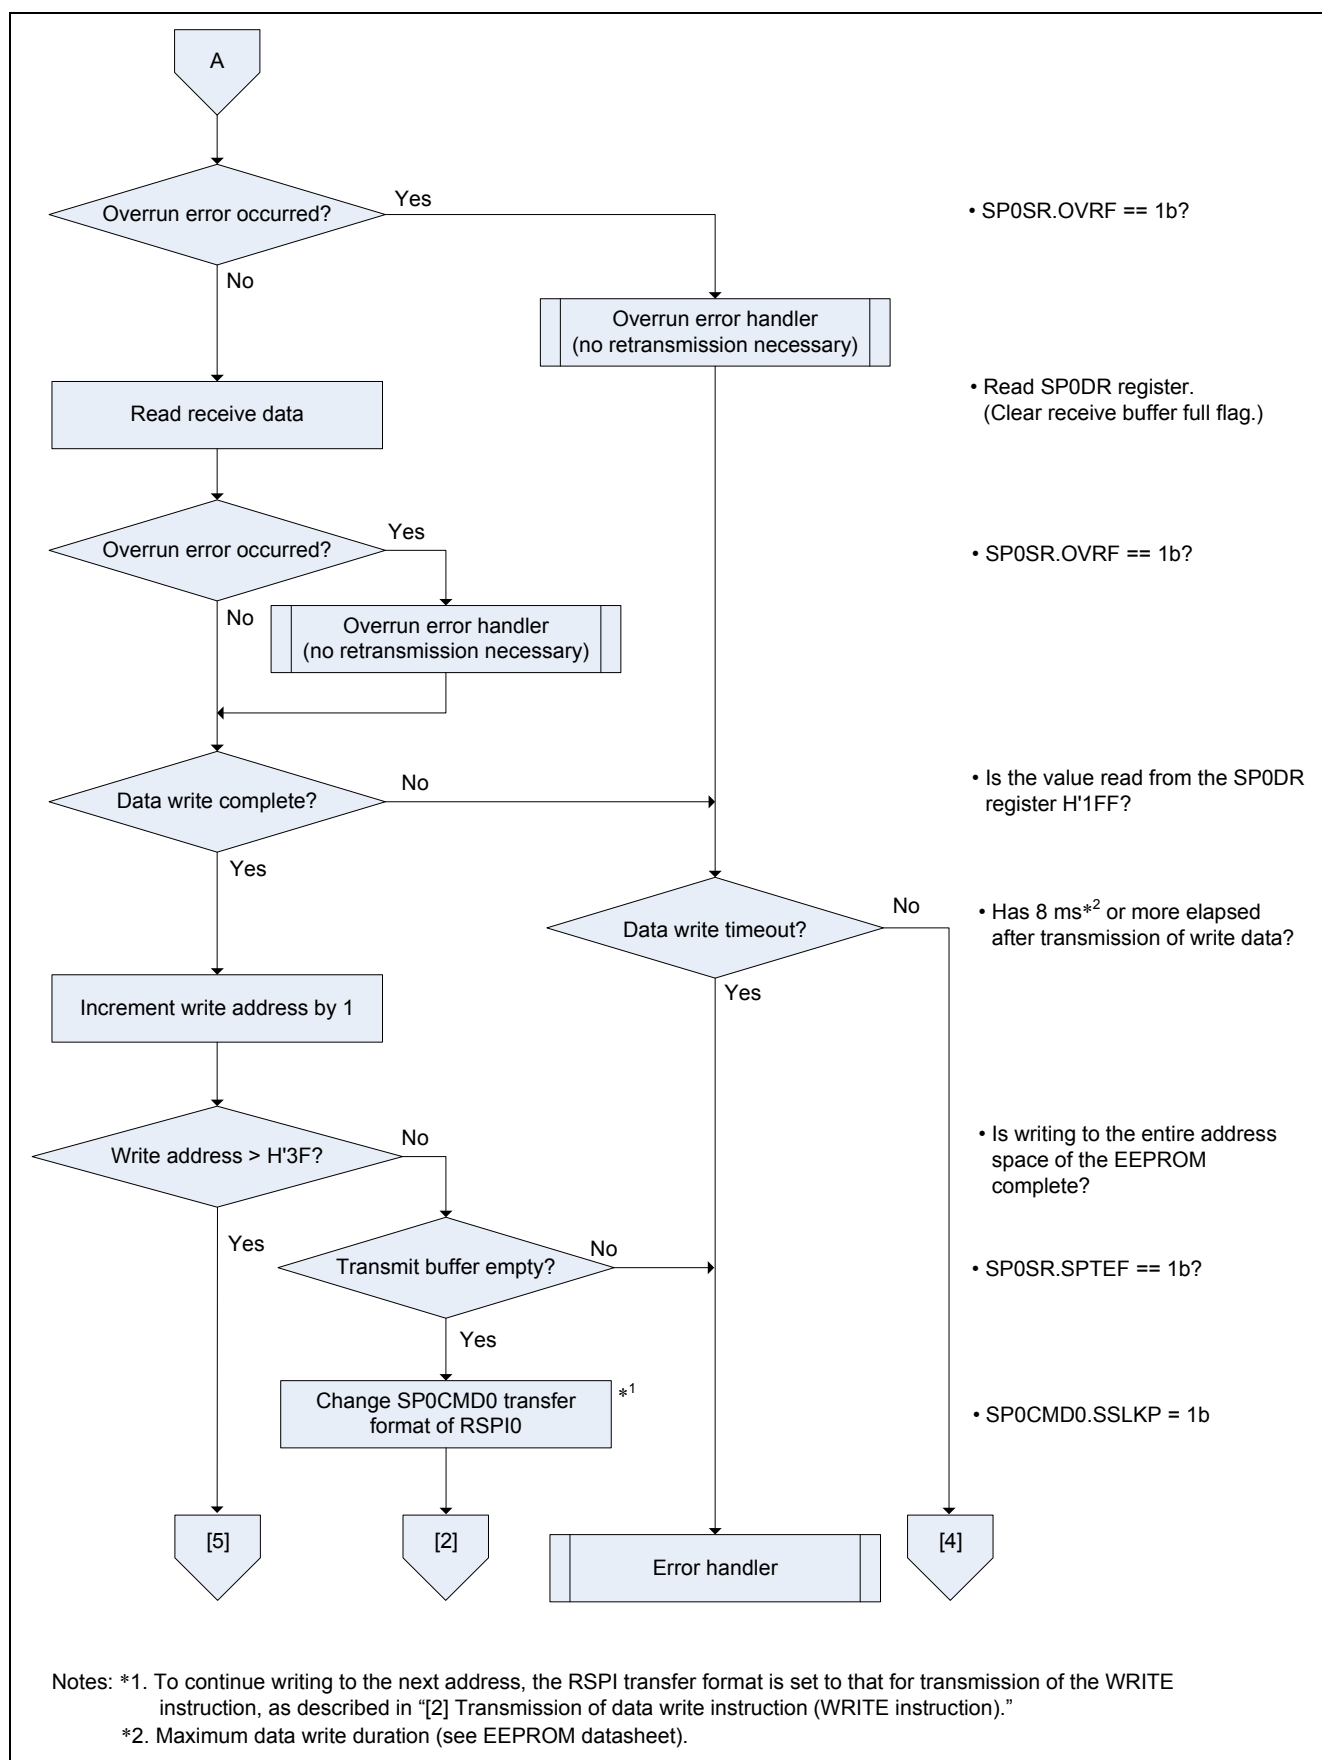 A
Overrun error occurred?
Yes
• SP0SR.OVRF == 1b?
No
Overrun error handler
(no retransmission necessary)
Read receive data
• Read SP0DR register.
(Clear receive buffer full flag.)
Overrun error occurred?
Yes
• SP0SR.OVRF == 1b?
No
Overrun error handler
(no retransmission necessary)
Data write complete?
No
• Is the value read from the SP0DR
register H'1FF?
Yes
Data write timeout?
No
• Has 8 ms*2 or more elapsed
after transmission of write data?
Yes
Increment write address by 1
Write address > H'3F?
No
• Is writing to the entire address
space of the EEPROM
complete?
Yes
Transmit buffer empty?
No
• SP0SR.SPTEF == 1b?
Yes
Change SP0CMD0 transfer
format of RSPI0
*1
• SP0CMD0.SSLKP = 1b
[5]
[2]
Error handler
[4]
Notes: *1. To continue writing to the next address, the RSPI transfer format is set to that for transmission of the WRITE
instruction, as described in “[2] Transmission of data write instruction (WRITE instruction).”
*2. Maximum data write duration (see EEPROM datasheet).